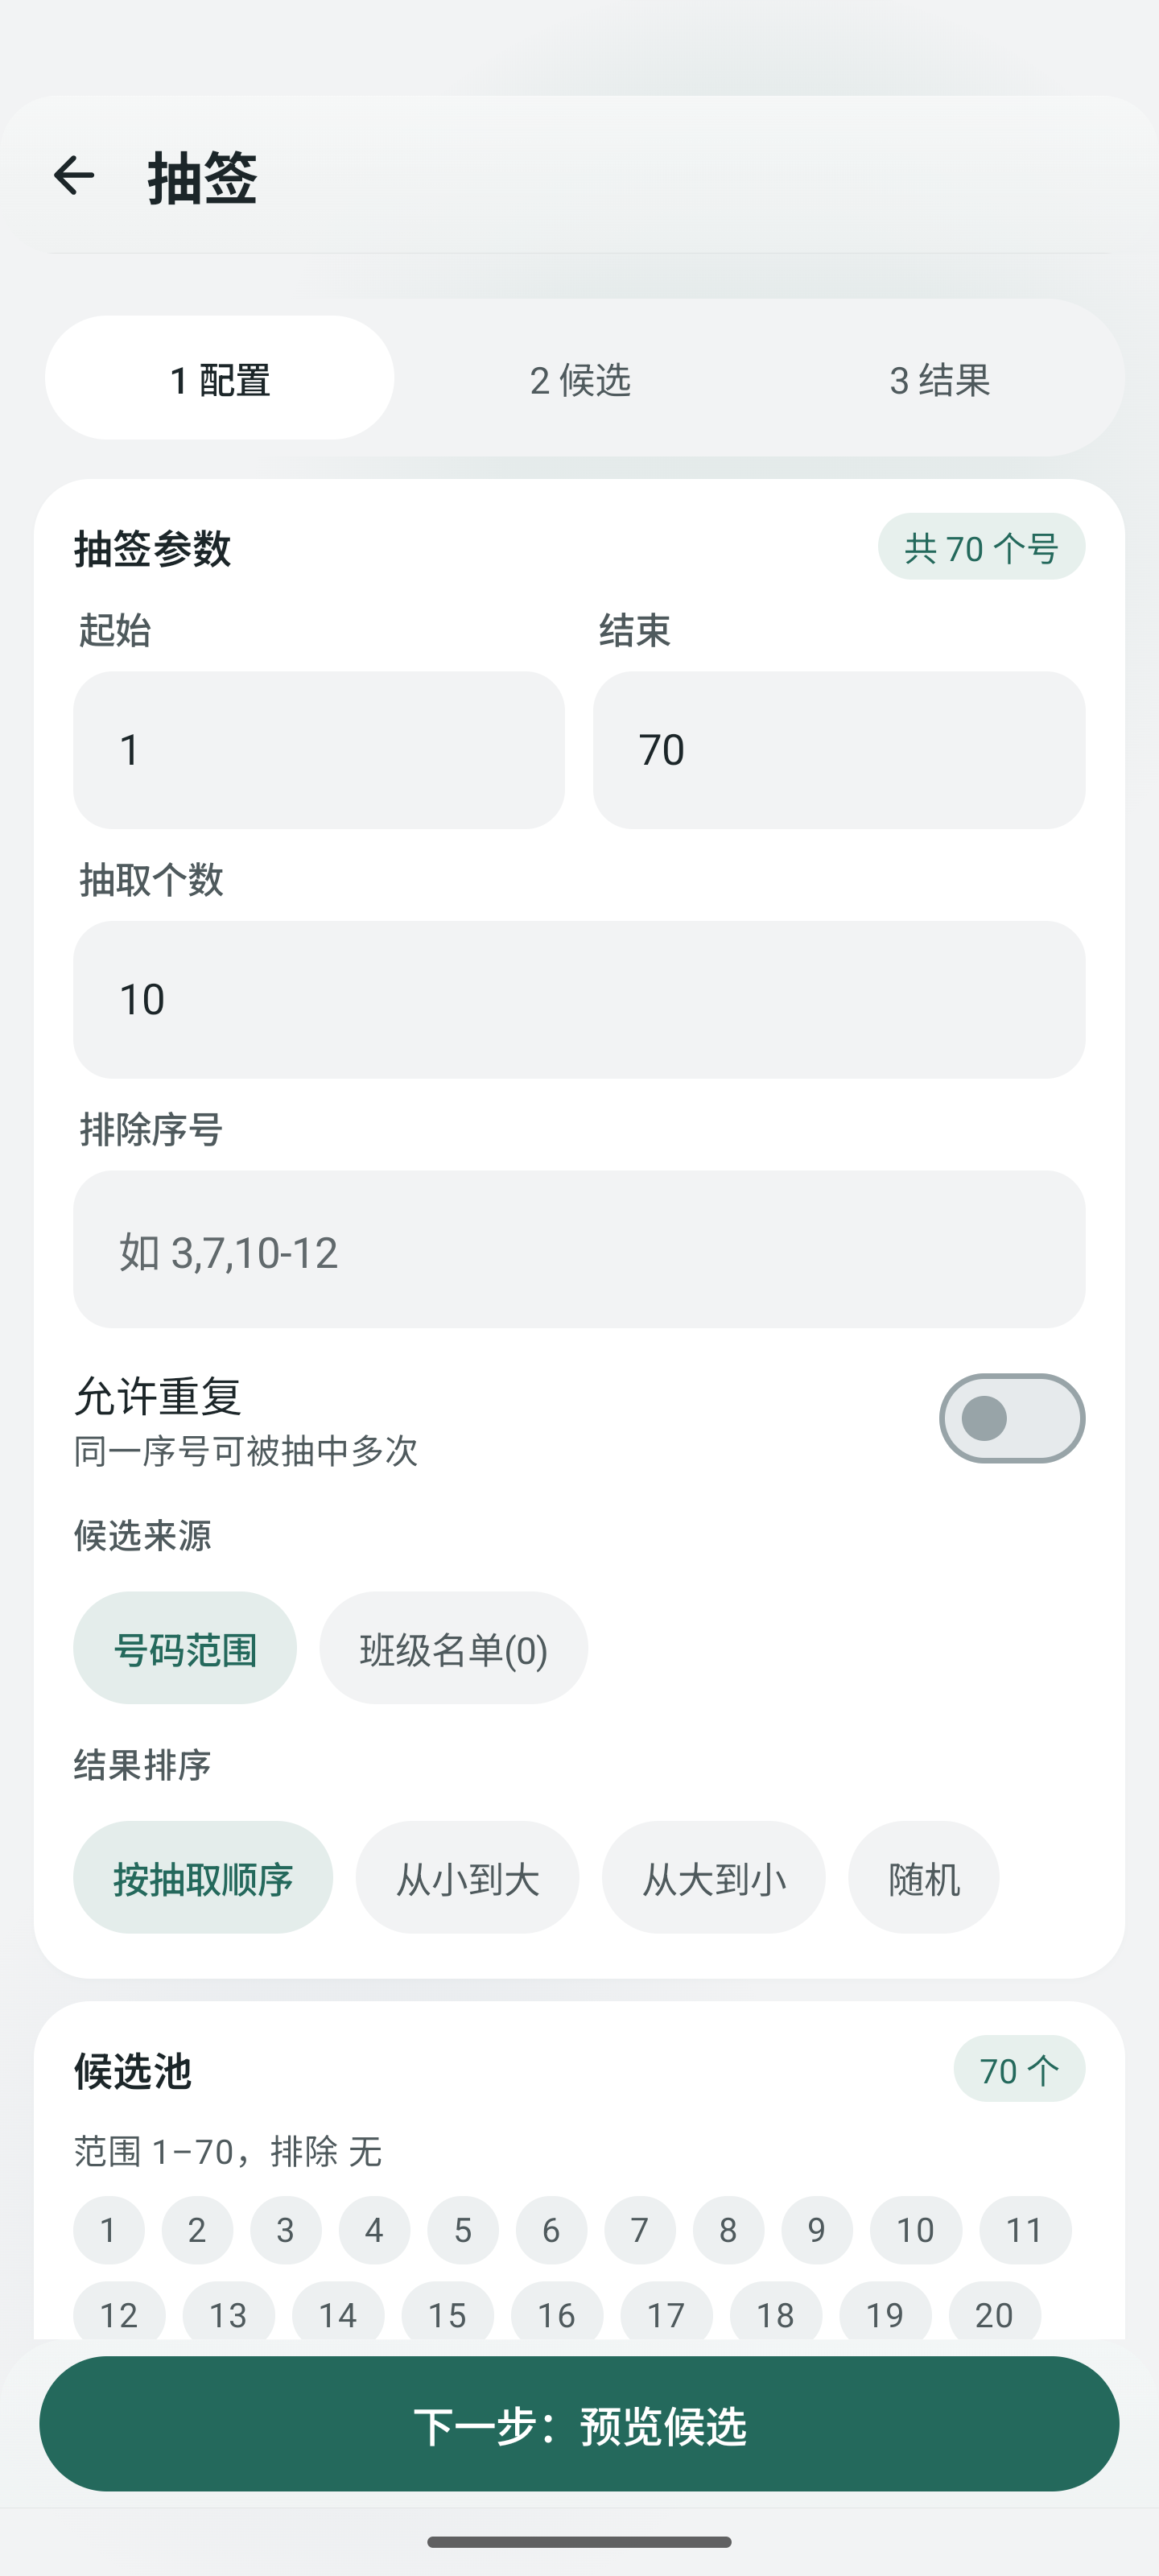 抽签
1 配置 2 候选 3 结果
抽签参数 共 70 个号
起始 结束
1 70
抽取个数
10
排除序号
如 3,7,10-12
允许重复
同一序号可被抽中多次
候选来源
号码范围 班级名单(0)
结果排序
按抽取顺序 从小到大 从大到小 随机
候选池 70 个
范围 1–70，排除 无
1 2 3 4 5 6 7 8 9 10 11
12 13 14 15 16 17 18 19 20
下一步：预览候选